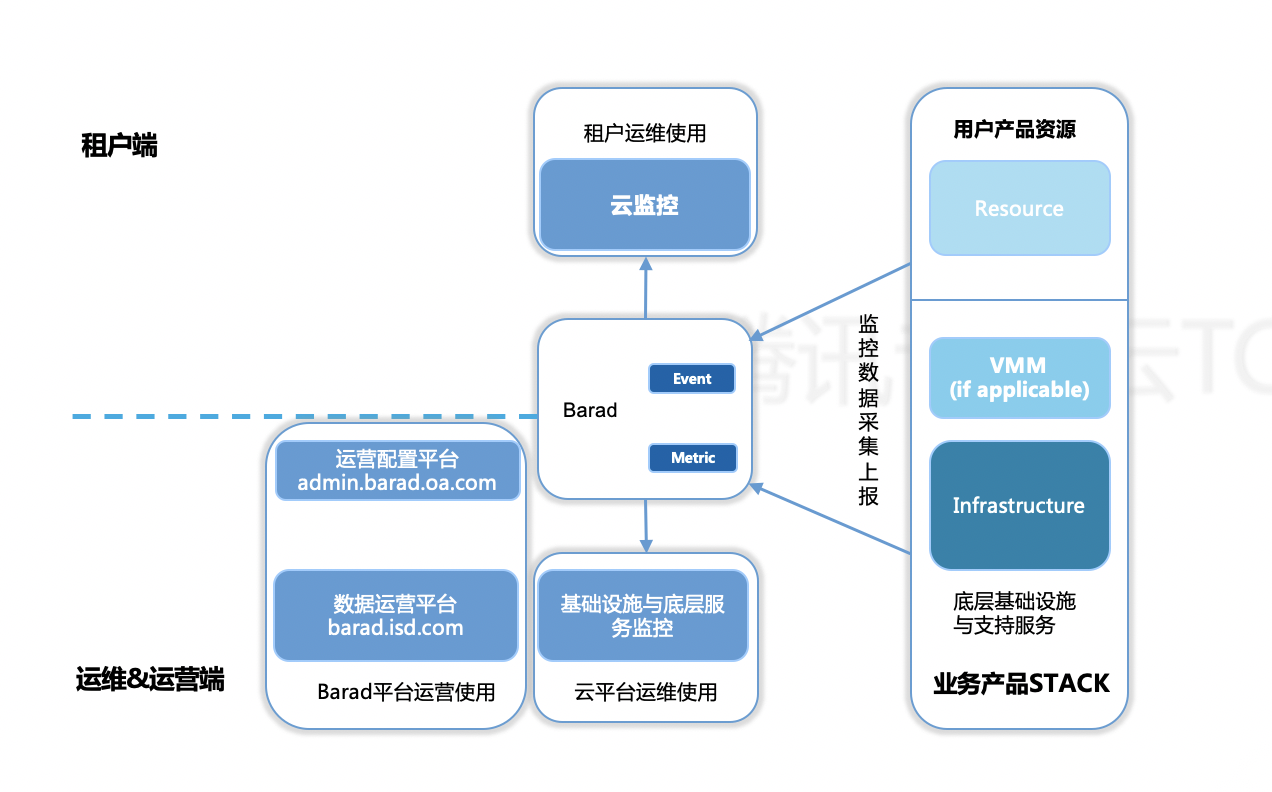 租户端
租户运维使用
云监控
用户产品资源
Resource
Barad
Event
Metric
监控数据采集上报
VMM
(if applicable)
Infrastructure
底层基础设施
与支持服务
业务产品STACK
运营配置平台
admin.barad.oa.com
数据运营平台
barad.isd.com
Barad平台运营使用
基础设施与底层服
务监控
云平台运维使用
运维&运营端